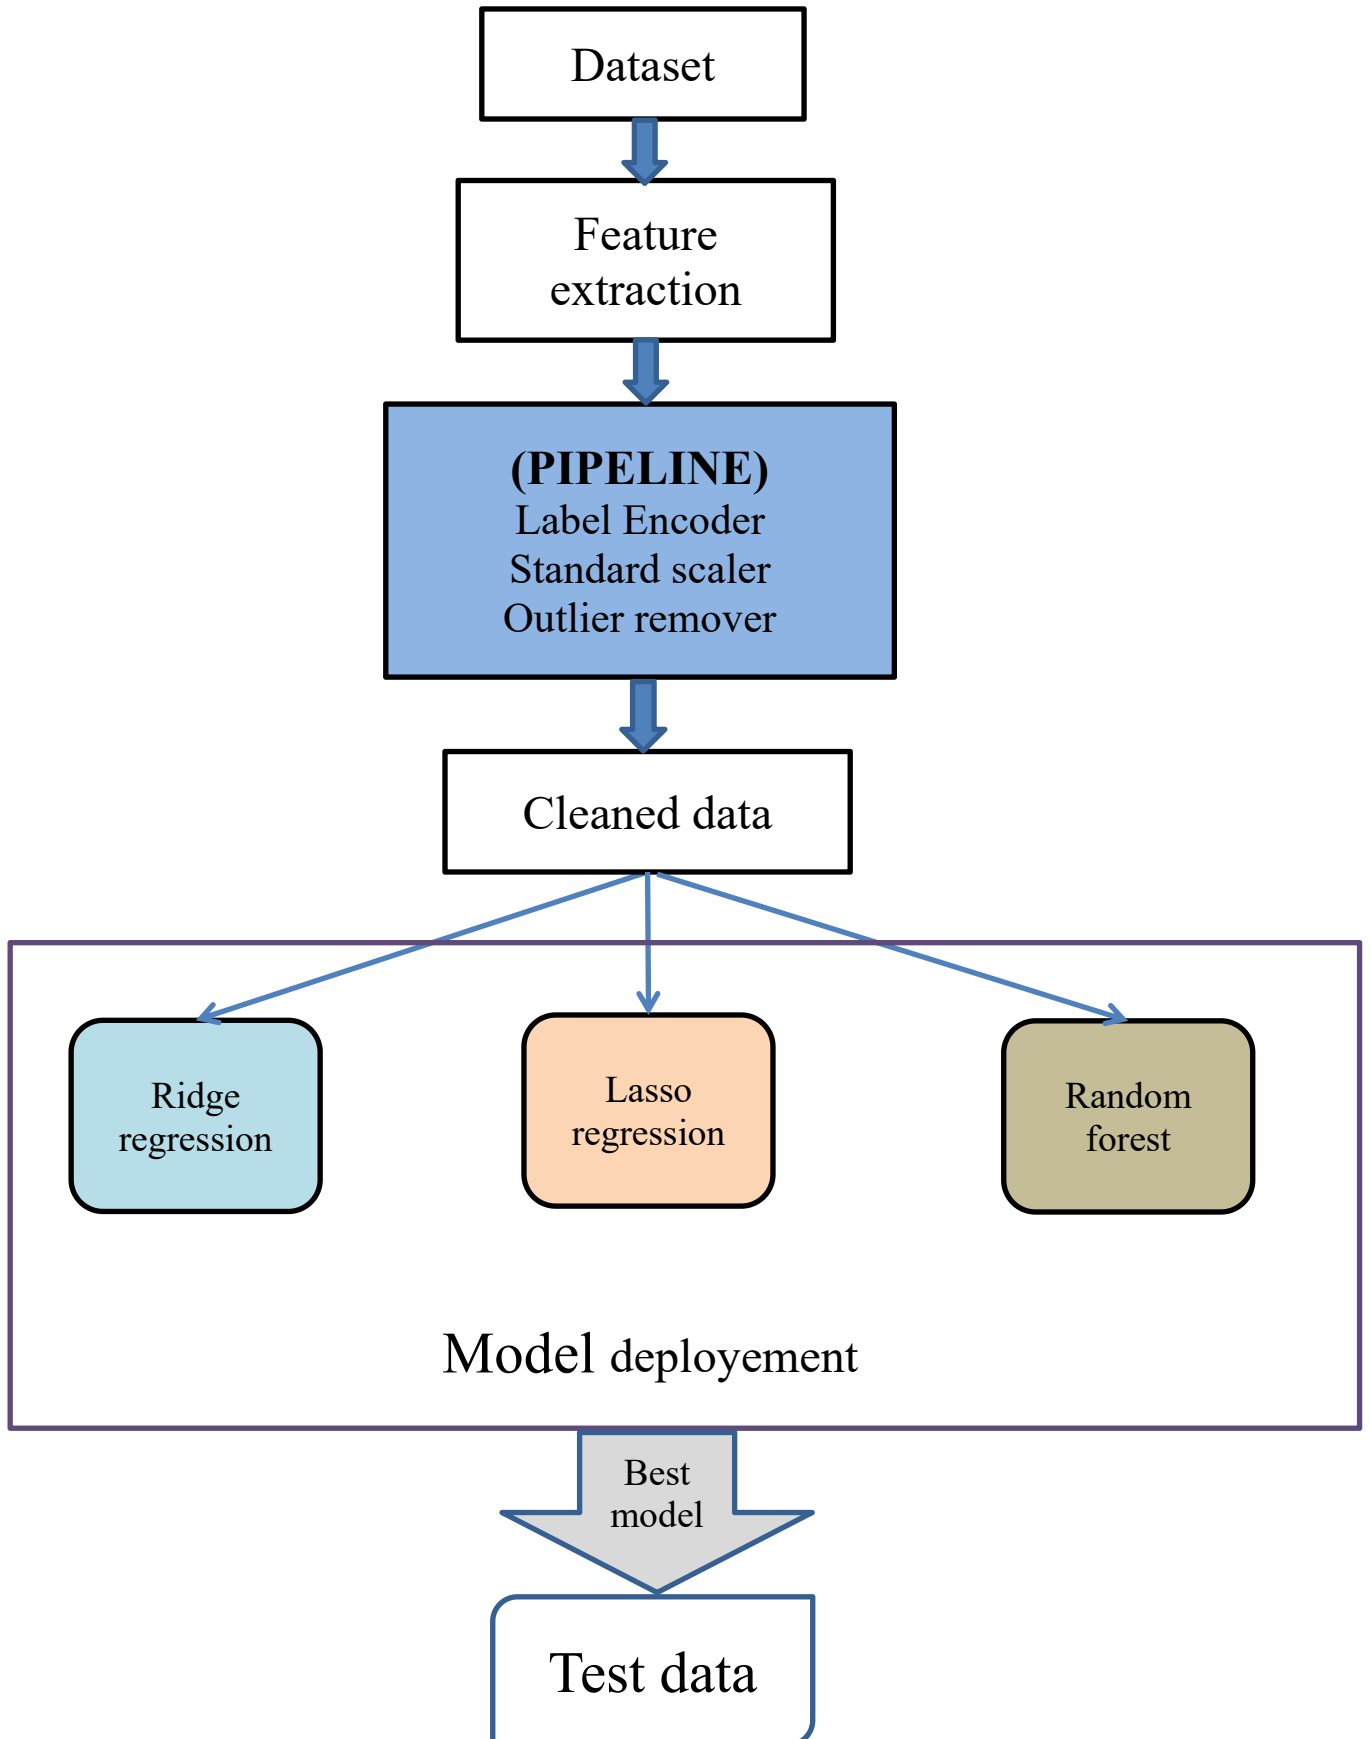 Dataset
Feature
extraction
(PIPELINE)
Label Encoder
Standard scaler
Outlier remover
Cleaned data
Ridge
regression
Lasso
regression
Random
forest
Model deployement
Best
model
Test data